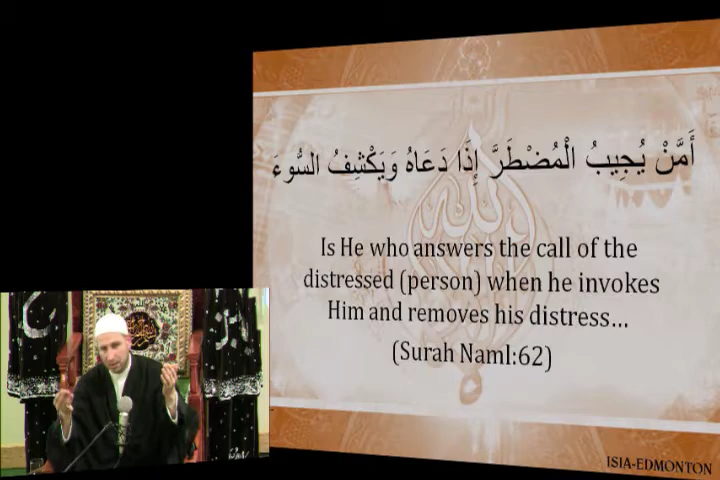 أَمَّنْ يُجِيبُ الْمُضْطَرَّ إِذَا دَعَاهُ وَيَكْشِفُ السُّوءَ
Is He who answers the call of the
distressed (person) when he invokes
Him and removes his distress...
(Surah Naml:62)
ISIA-EDMONTON